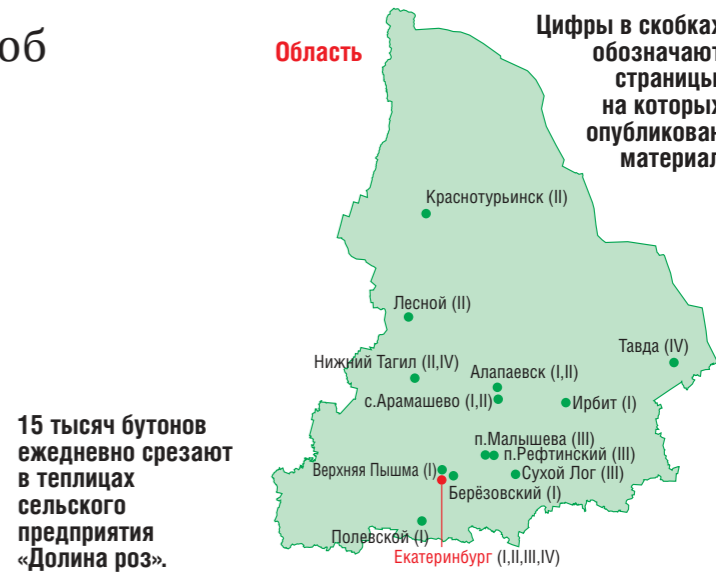 об
Область
Цифры в скобках
обозначают
страницы,
на которых
опубликован
материал
Краснотурьинск (II)
Лесной (II)
Тавда (IV)
Нижний Тагил (II,IV)
Алапаевск (I,II)
с.Арамашево (I,II)
Ирбит (I)
15 тысяч бутонов
ежедневно срезают
в теплицах
сельского
предприятия
«Долина роз».
п.Малышева (III)
п.Рефтинский (III)
Верхняя Пышма (I)
Сухой Лог (III)
Берёзовский (I)
Полевской (I)
Екатеринбург (I,II,III,IV)